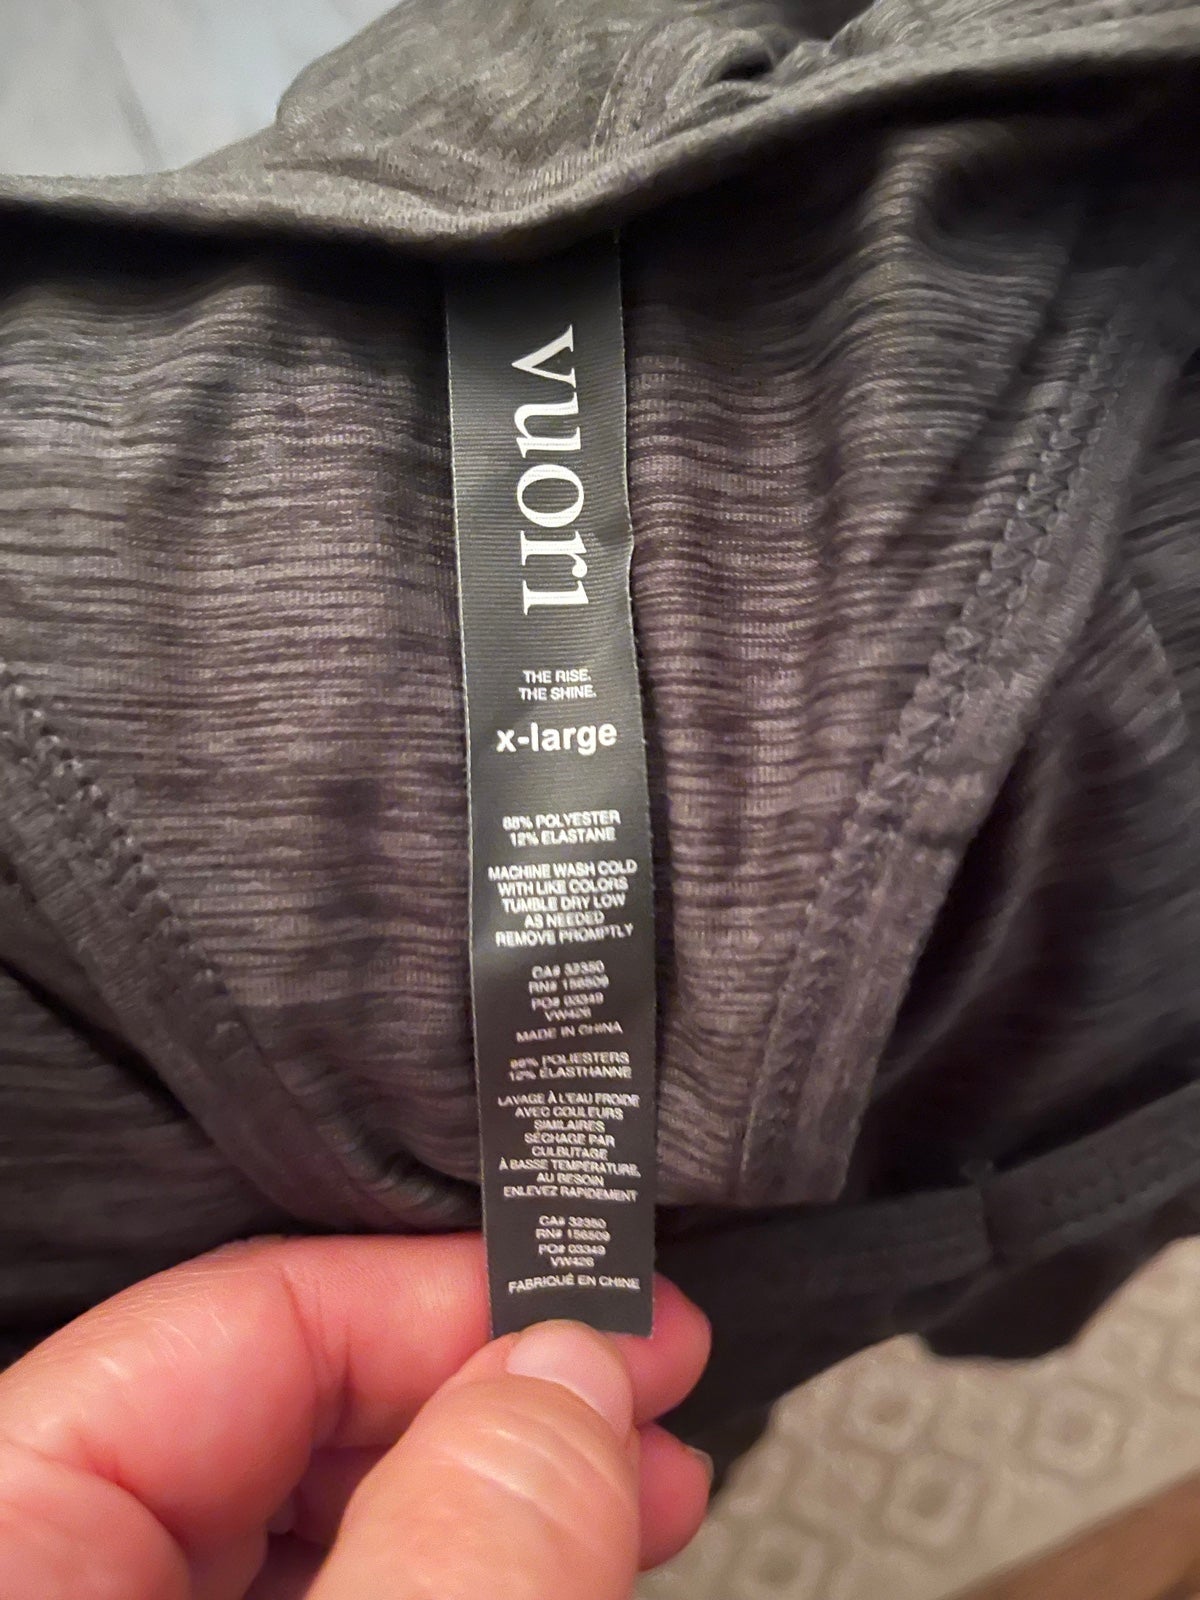 vuori
THE RISE.
THE SHINE.
x-large
88% POLYESTER
12% ELASTANE
MACHINE WASH COLD
WITH LIKE COLORS
TUMBLE DRY LOW
AS NEEDED
REMOVE PROMPTLY
CA# 32350
RN# 156509
PO# 03349
VW426
MADE IN CHINA
88% POLIESTERS
12% ÉLASTHANNE
LAVAGE À L'EAU FROIDE
AVEC COULEURS
SIMILAIRES
SÉCHAGE PAR
CULBUTAGE
À BASSE TEMPÉRATURE,
AU BESOIN
ENLEVEZ RAPIDEMENT
CA# 32350
RN# 156509
PO# 03349
VW426
FABRIQUÉ EN CHINE